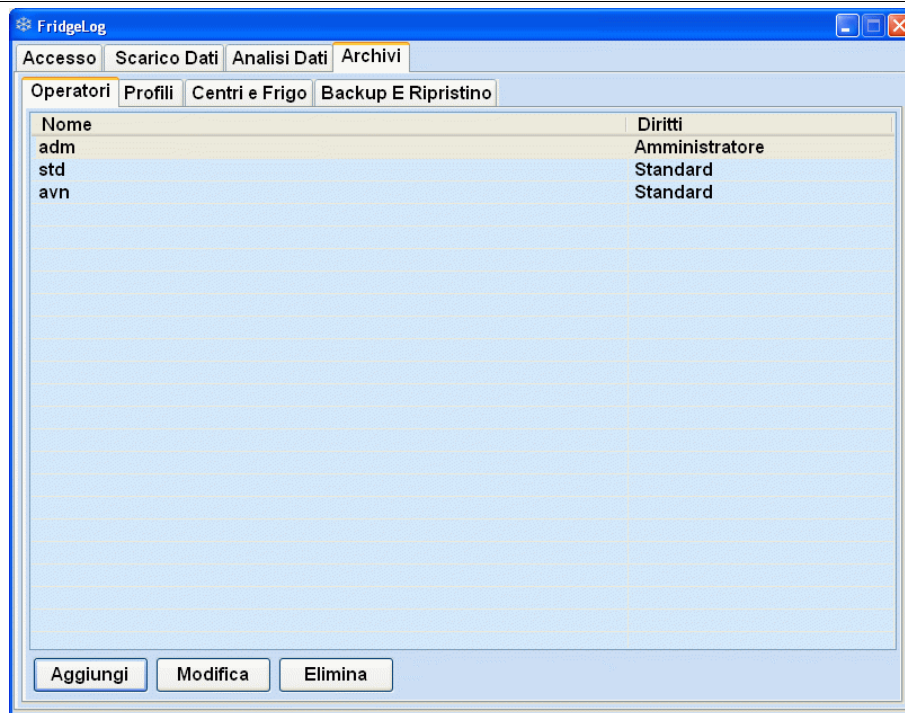 FridgeLog
Accesso Scarico Dati Analisi Dati Archivi
Operatori Profili Centri e Frigo Backup E Ripristino
Nome Diritti
adm Amministratore
std Standard
avn Standard
Aggiungi Modifica Elimina